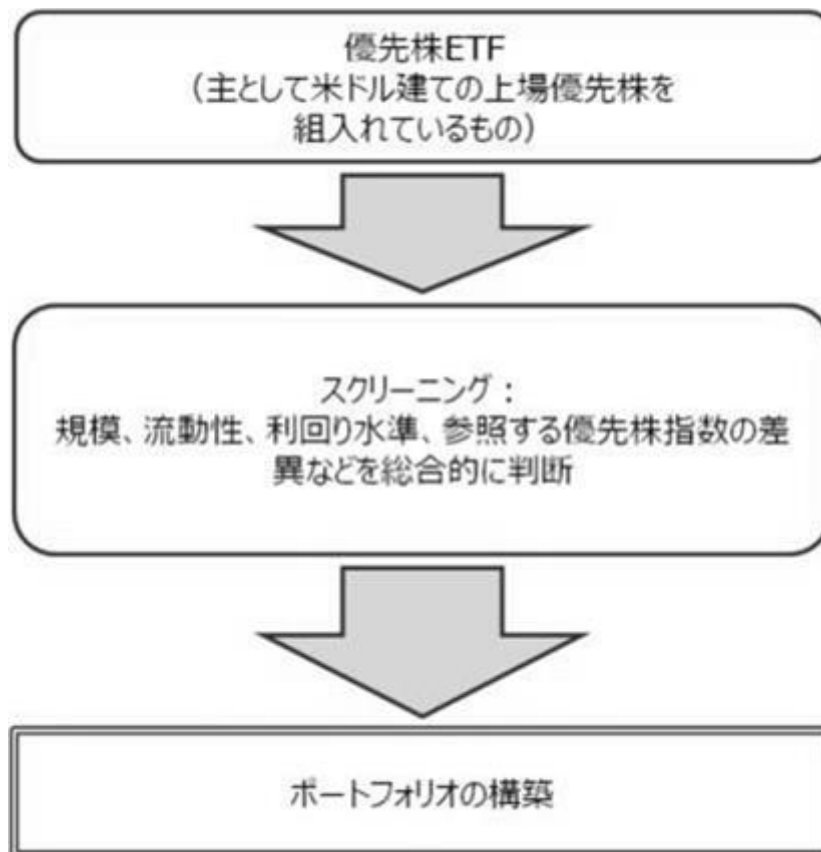 優先株ETF
（主として米ドル建ての上場優先株を
組入れているもの）
スクリーニング：
規模、流動性、利回り水準、参照する優先株指数の差
異などを総合的に判断
ポートフォリオの構築